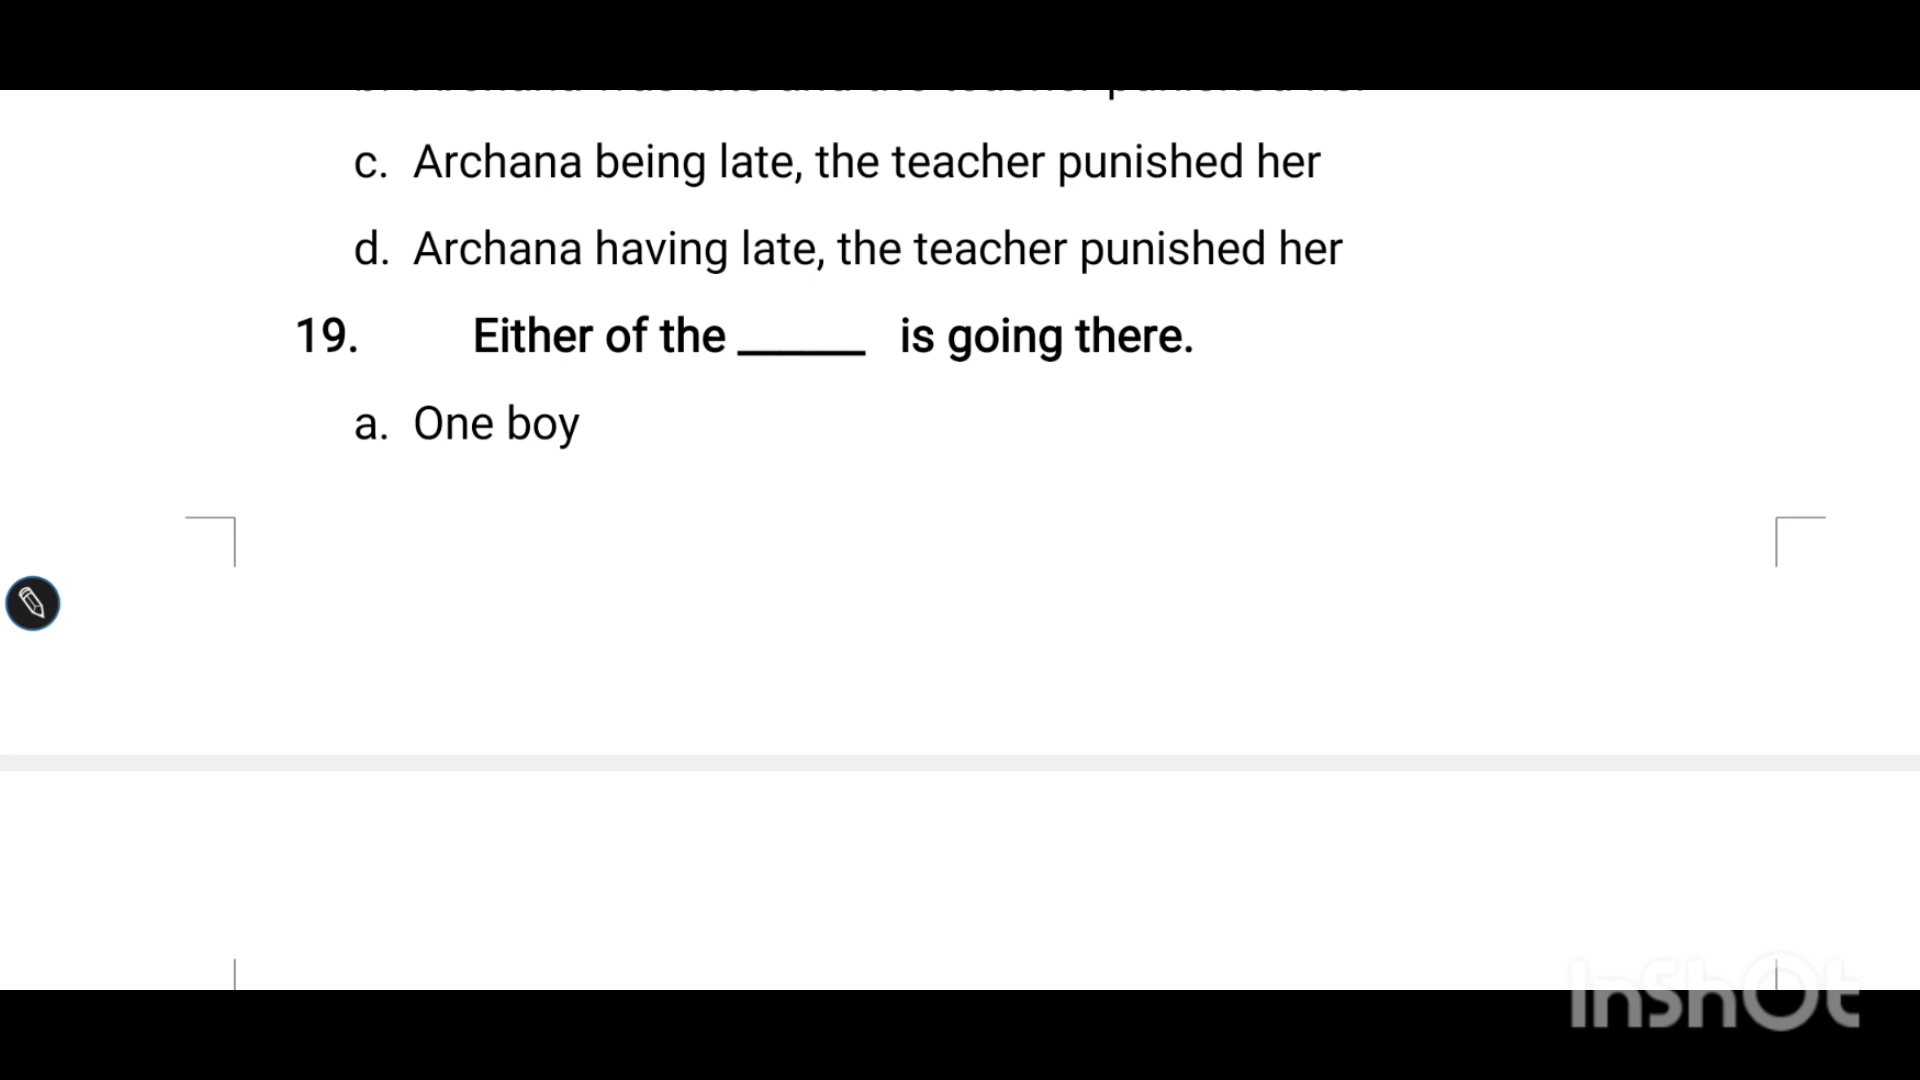 c. Archana being late, the teacher punished her
d. Archana having late, the teacher punished her
19. Either of the ______ is going there.
a. One boy
InShOt